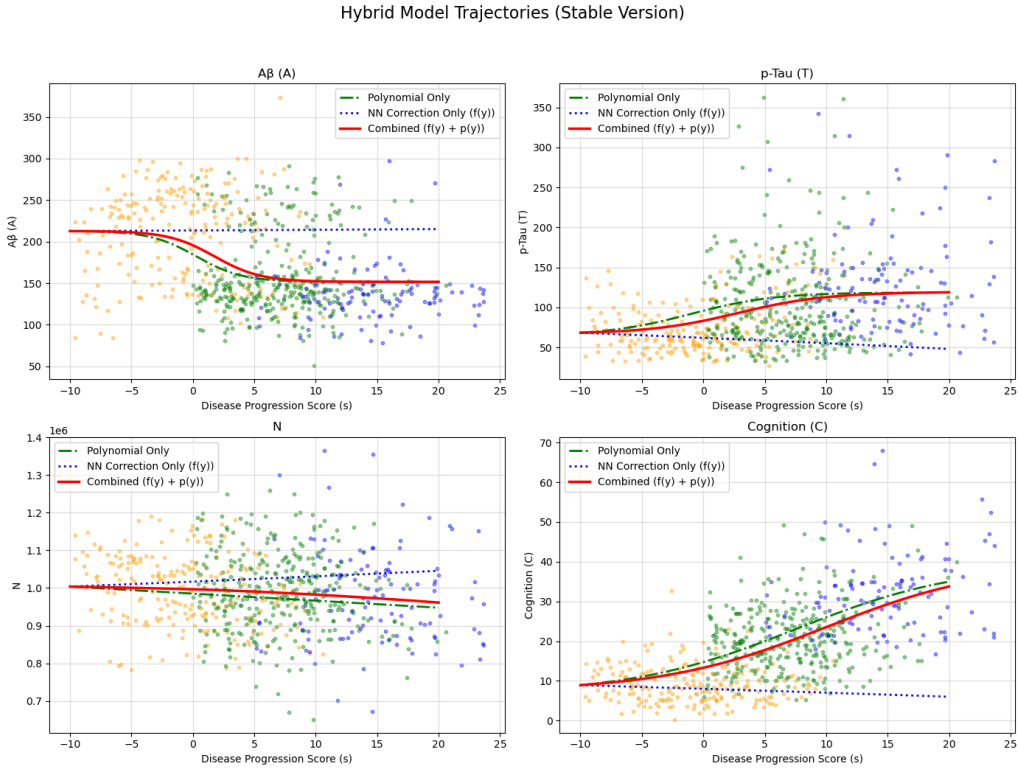 Hybrid Model Trajectories (Stable Version)
Aβ (A)
Polynomial Only
NN Correction Only (f(y))
Combined (f(y) + p(y))
350
300
250
200
150
100
50
Aβ (A)
−10 −5 0 5 10 15 20 25
Disease Progression Score (s)
p-Tau (T)
Polynomial Only
NN Correction Only (f(y))
Combined (f(y) + p(y))
350
300
250
200
150
100
50
p-Tau (T)
−10 −5 0 5 10 15 20 25
Disease Progression Score (s)
N
1e6
Polynomial Only
NN Correction Only (f(y))
Combined (f(y) + p(y))
1.4
1.3
1.2
1.1
1.0
0.9
0.8
0.7
N
−10 −5 0 5 10 15 20 25
Disease Progression Score (s)
Cognition (C)
Polynomial Only
NN Correction Only (f(y))
Combined (f(y) + p(y))
70
60
50
40
30
20
10
0
Cognition (C)
−10 −5 0 5 10 15 20 25
Disease Progression Score (s)